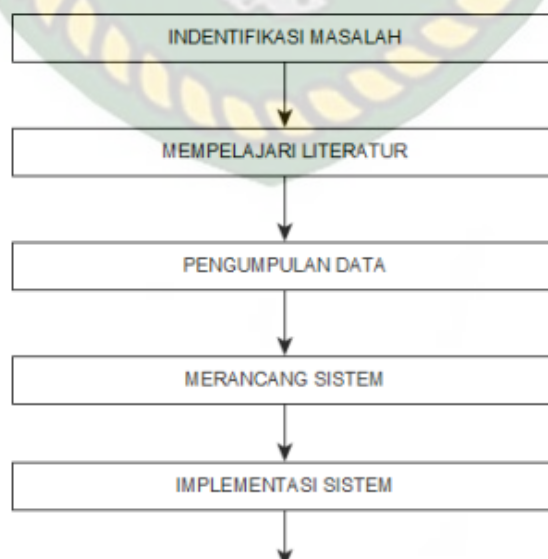 INDENTIFIKASI MASALAH
MEMPELAJARI LITERATUR
PENGUMPULAN DATA
MERANCANG SISTEM
IMPLEMENTASI SISTEM